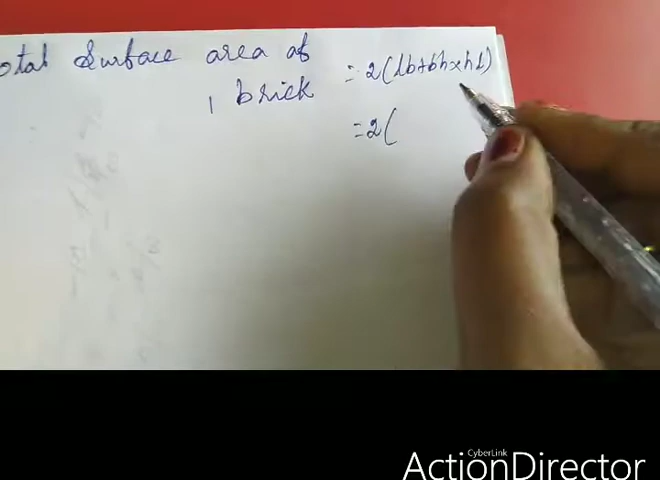 otal Surface area of
1 brick = 2(lb+bh×hl)
= 2(
CyberLink
ActionDirector